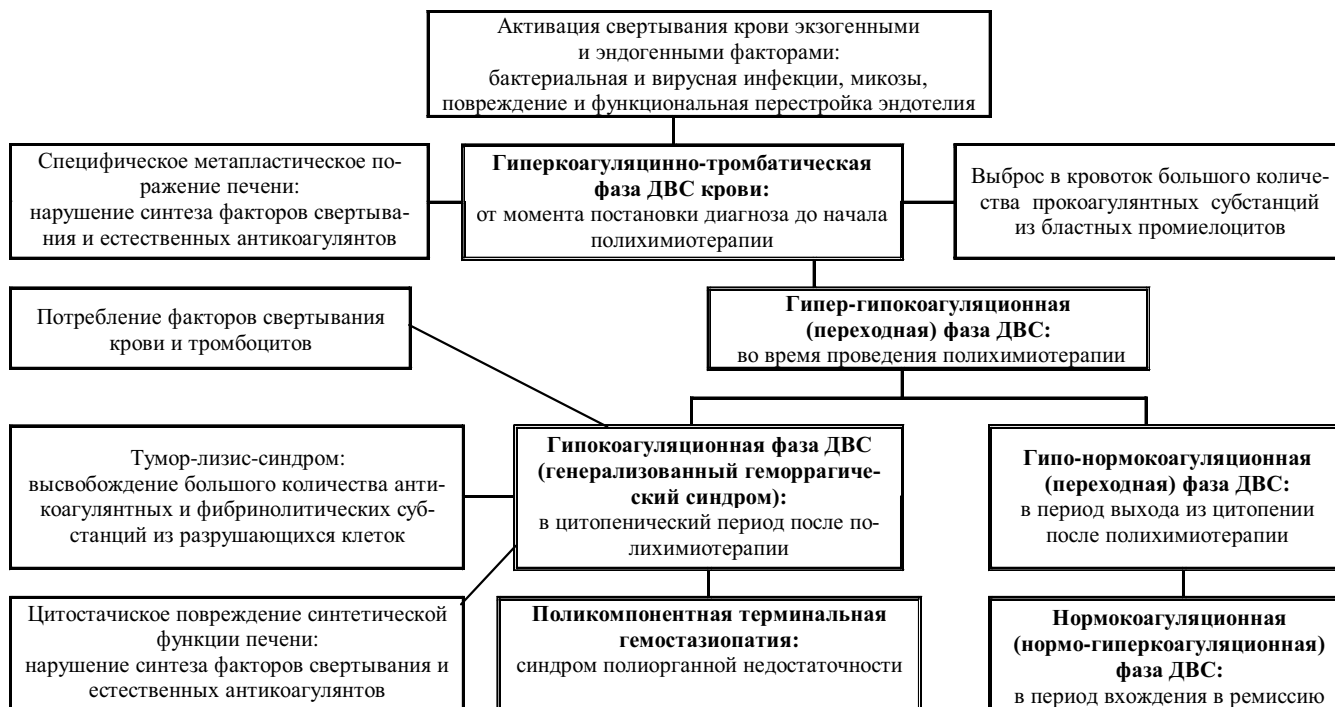 Активация свертывания крови экзогенными
и эндогенными факторами:
бактериальная и вирусная инфекции, микозы,
повреждение и функциональная перестройка эндотелия
Специфическое метапластическое по-
ражение печени:
нарушение синтеза факторов свертыва-
ния и естественных антикоагулянтов
Гиперкоагуляцинно-тромбатическая
фаза ДВС крови:
от момента постановки диагноза до начала
полихимиотерапии
Выброс в кровоток большого количе-
ства прокоагулянтных субстанций
из бластных промиелоцитов
Потребление факторов свертывания
крови и тромбоцитов
Гипер-гипокоагуляционная
(переходная) фаза ДВС:
во время проведения полихимиотерапии
Тумор-лизис-синдром:
высвобождение большого количества анти-
коагулянтных и фибринолитических суб-
станций из разрушающихся клеток
Гипокоагуляционная фаза ДВС
(генерализованный геморрагиче-
ский синдром):
в цитопенический период после по-
лихимиотерапии
Гипо-нормокоагуляционная
(переходная) фаза ДВС:
в период выхода из цитопении
после полихимиотерапии
Цитостачиское повреждение синтетической
функции печени:
нарушение синтеза факторов свертывания и
естественных антикоагулянтов
Поликомпонентная терминальная
гемостазиопатия:
синдром полиорганной недостаточности
Нормокоагуляционная
(нормо-гиперкоагуляционная)
фаза ДВС:
в период вхождения в ремиссию